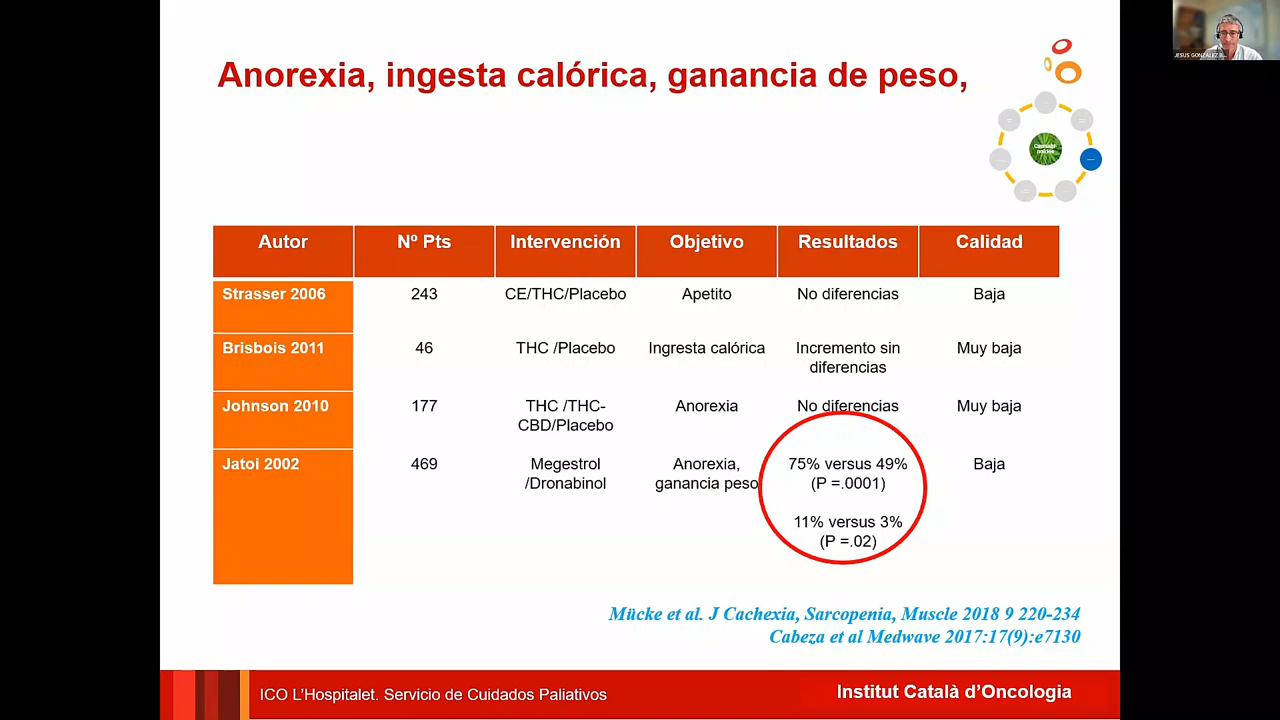 Anorexia, ingesta calórica, ganancia de peso,
JESUS GONZALEZ B...
Autor Nº Pts Intervención Objetivo Resultados Calidad
Strasser 2006 243 CE/THC/Placebo Apetito No diferencias Baja
Brisbois 2011 46 THC /Placebo Ingresta calórica Incremento sin Muy baja
diferencias
Johnson 2010 177 THC /THC- Anorexia No diferencias Muy baja
CBD/Placebo
Jatoi 2002 469 Megestrol Anorexia, 75% versus 49% Baja
/Dronabinol ganancia peso (P =.0001)
11% versus 3%
(P =.02)
Mücke et al. J Cachexia, Sarcopenia, Muscle 2018 9 220-234
Cabeza et al Medwave 2017:17(9):e7130
ICO L'Hospitalet. Servicio de Cuidados Paliativos
Institut Català d'Oncologia